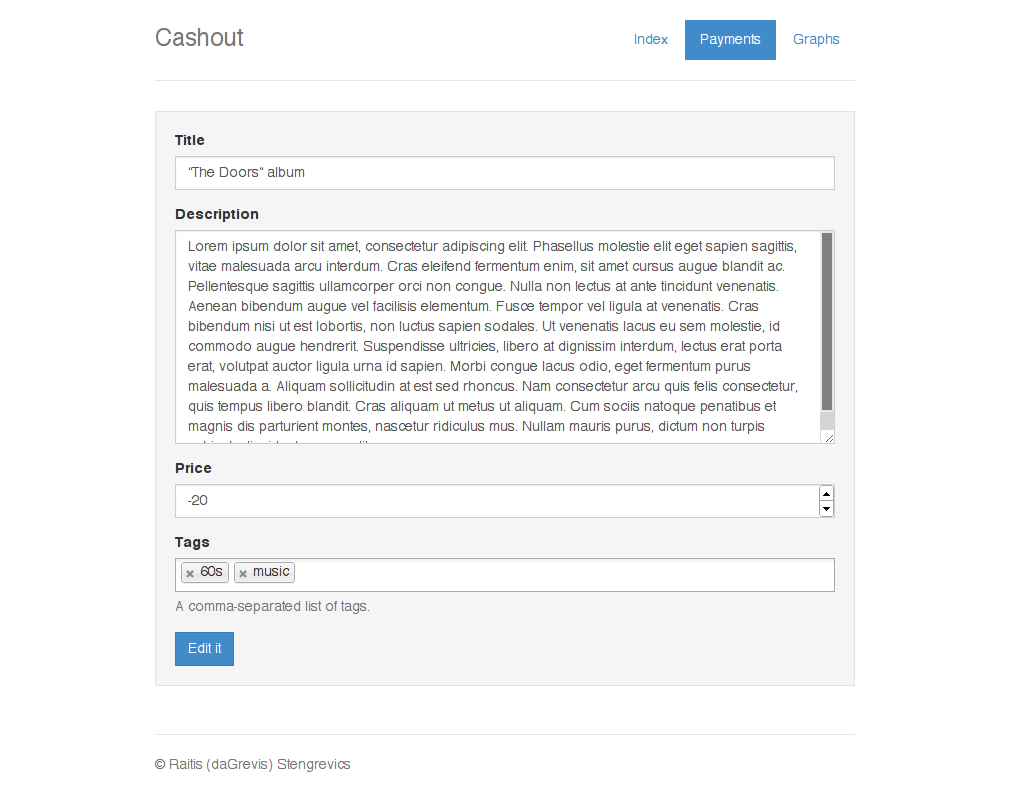 Cashout
Index
Payments
Graphs
Title
"The Doors" album
Description
Lorem ipsum dolor sit amet, consectetur adipiscing elit. Phasellus molestie elit eget sapien sagittis,
vitae malesuada arcu interdum. Cras eleifend fermentum enim, sit amet cursus augue blandit ac.
Pellentesque sagittis ullamcorper orci non congue. Nulla non lectus at ante tincidunt venenatis.
Aenean bibendum augue vel facilisis elementum. Fusce tempor vel ligula at venenatis. Cras
bibendum nisi ut est lobortis, non luctus sapien sodales. Ut venenatis lacus eu sem molestie, id
commodo augue hendrerit. Suspendisse ultricies, libero at dignissim interdum, lectus erat porta
erat, volutpat auctor ligula urna id sapien. Morbi congue lacus odio, eget fermentum purus
malesuada a. Aliquam sollicitudin at est sed rhoncus. Nam consectetur arcu quis felis consectetur,
quis tempus libero blandit. Cras aliquam ut metus ut aliquam. Cum sociis natoque penatibus et
magnis dis parturient montes, nascetur ridiculus mus. Nullam mauris purus, dictum non turpis
Price
-20
Tags
× 60s × music
A comma-separated list of tags.
Edit it
© Raitis (daGrevis) Stengrevics